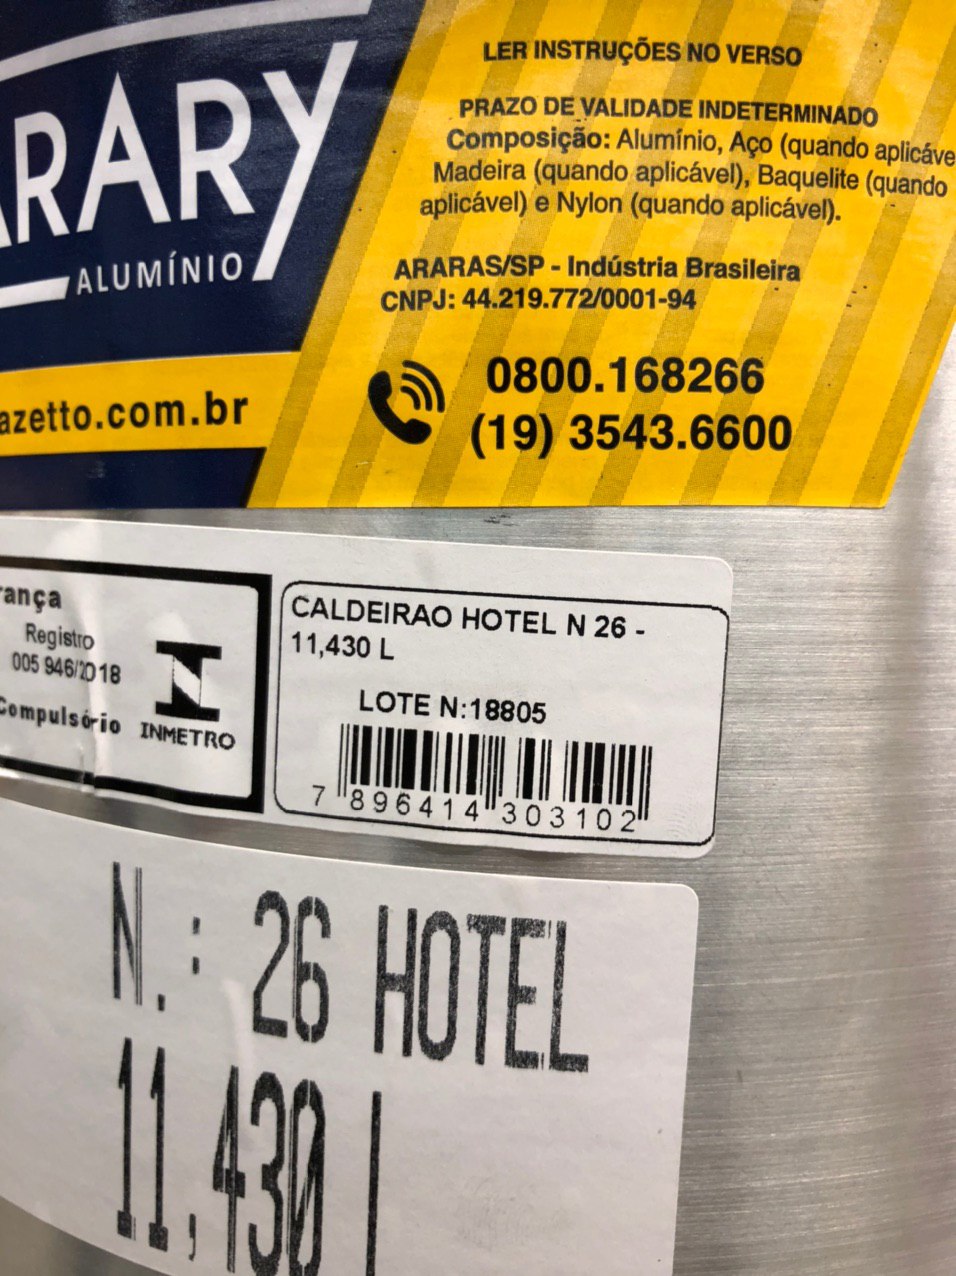 LER INSTRUÇÕES NO VERSO
PRAZO DE VALIDADE INDETERMINADO
Composição: Alumínio, Aço (quando aplicáve
Madeira (quando aplicável), Baquelite (quando
aplicável) e Nylon (quando aplicável).
ARARY
ALUMÍNIO
ARARAS/SP - Indústria Brasileira
CNPJ: 44.219.772/0001-94
0800.168266
(19) 3543.6600
azetto.com.br
rança
Registro
005 946/2018
Compulsório
INMETRO
CALDEIRAO HOTEL N 26 -
11,430 L
LOTE N:18805
7 896414 303102
N.: 26 HOTEL
11,430 l